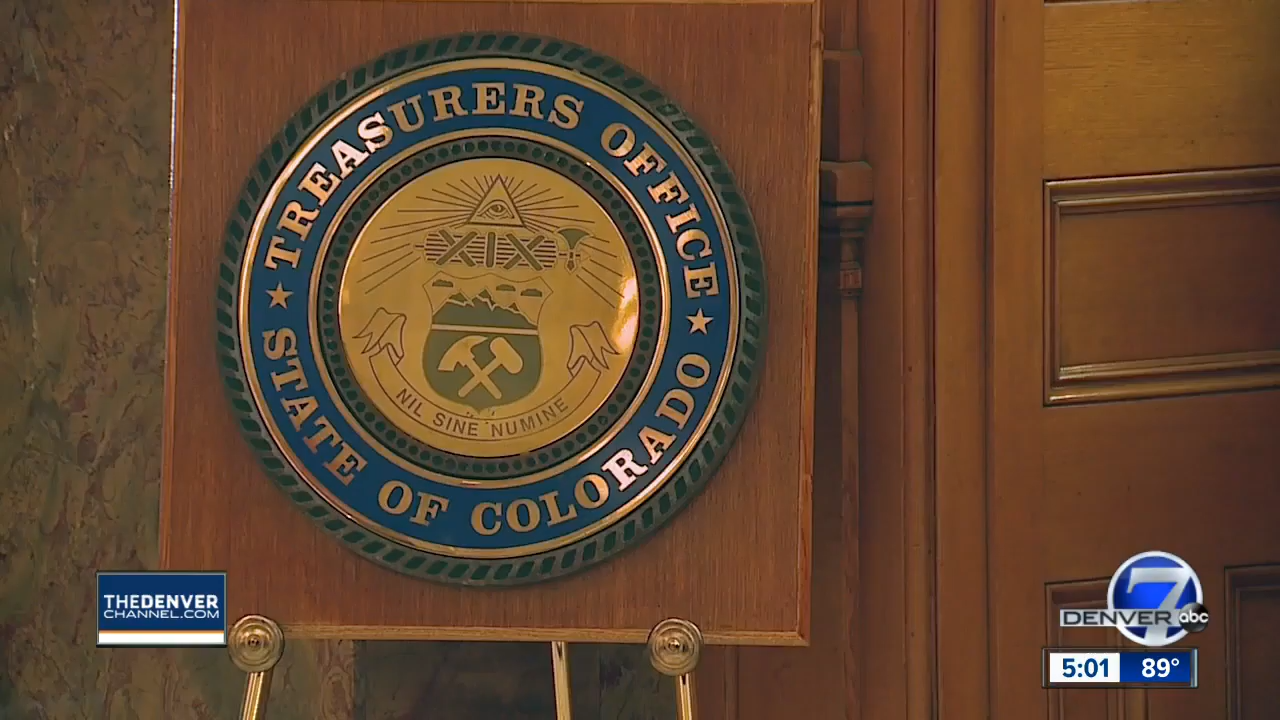 TREASURERS OFFICE
XIX
NIL SINE NUMINE
★ STATE OF COLORADO ★
THEDENVER
CHANNEL.COM
7
DENVER abc
5:01 89°